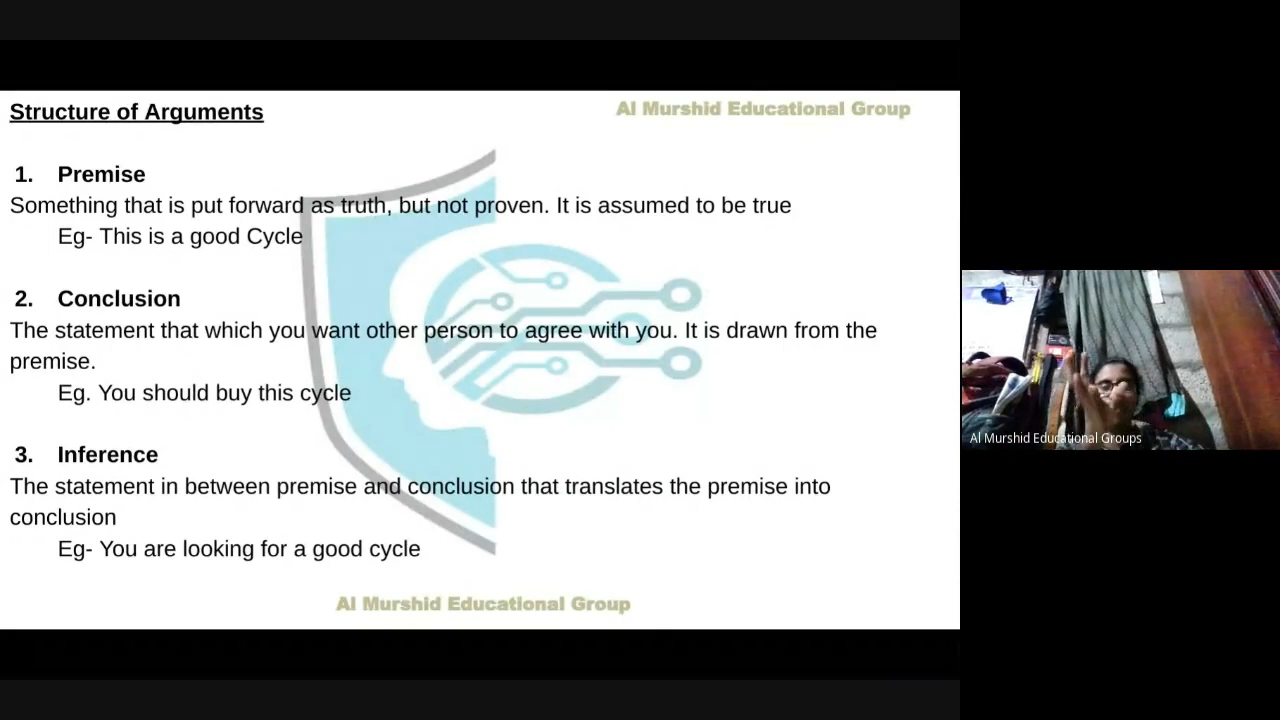 Structure of Arguments
Al Murshid Educational Group
1. Premise
Something that is put forward as truth, but not proven. It is assumed to be true
Eg- This is a good Cycle
2. Conclusion
The statement that which you want other person to agree with you. It is drawn from the
premise.
Eg. You should buy this cycle
3. Inference
The statement in between premise and conclusion that translates the premise into
conclusion
Eg- You are looking for a good cycle
Al Murshid Educational Group
Al Murshid Educational Groups